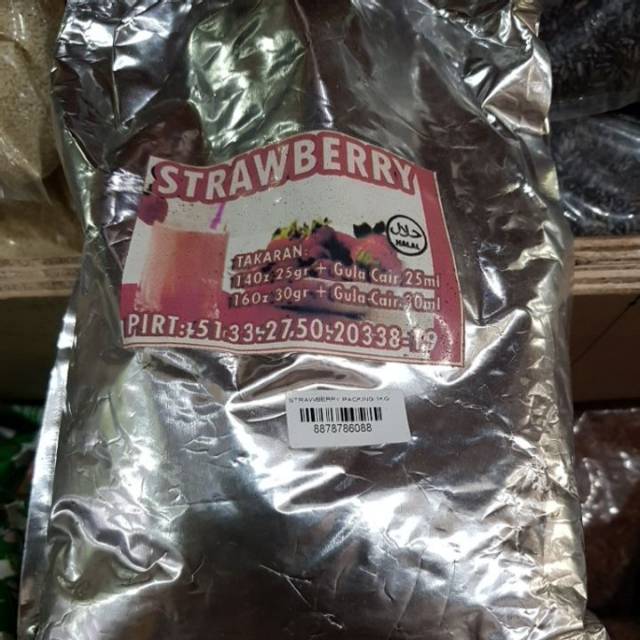 STRAWBERRY
حلال
HALAL
TAKARAN
14oz 25gr + Gula Cair, 25ml
16oz 30gr + Gula Cair, 30ml
PIRT:-5133-2750-20338-19
STRAWBERRY PACKING 1KG
8878786088